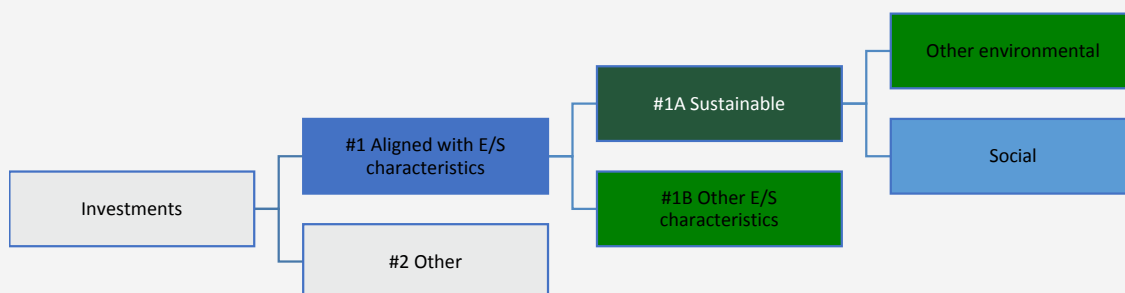 Other environmental
#1A Sustainable
#1 Aligned with E/S
characteristics
Social
Investments
#1B Other E/S
characteristics
#2 Other